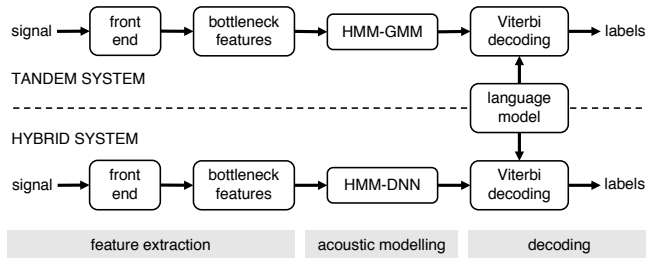 signal
front
end
bottleneck
features
HMM-GMM
Viterbi
decoding
labels
TANDEM SYSTEM
language
model
HYBRID SYSTEM
signal
front
end
bottleneck
features
HMM-DNN
Viterbi
decoding
labels
feature extraction
acoustic modelling
decoding